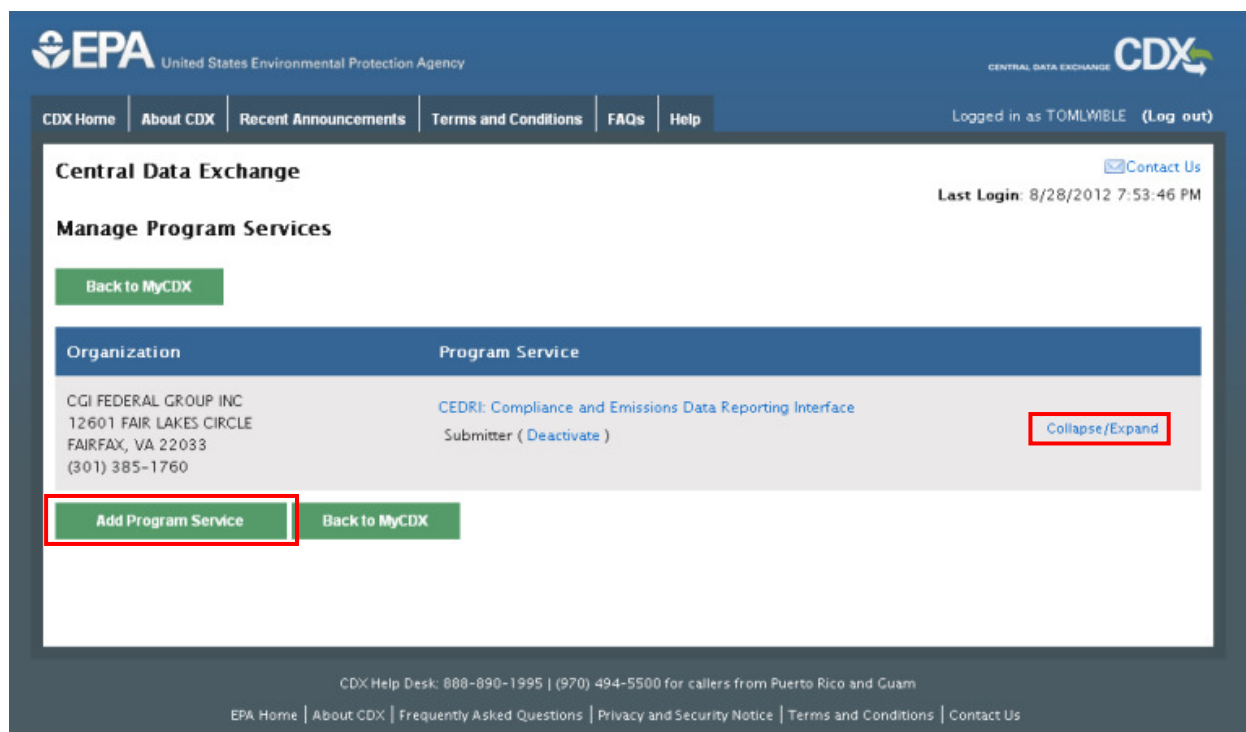 EPA United States Environmental Protection Agency
CENTRAL DATA EXCHANGE CDX
CDX Home About CDX Recent Announcements Terms and Conditions FAQs Help Logged in as TOMLWIBLE (Log out)
Central Data Exchange
Contact Us
Last Login: 8/28/2012 7:53:46 PM
Manage Program Services
Back to MyCDX
Organization Program Service
CGI FEDERAL GROUP INC
12601 FAIR LAKES CIRCLE
FAIRFAX, VA 22033
(301) 385-1760
CEDRI: Compliance and Emissions Data Reporting Interface
Submitter ( Deactivate )
Collapse/Expand
Add Program Service Back to MyCDX
CDX Help Desk: 888-890-1995 | (970) 494-5500 for callers from Puerto Rico and Guam
EPA Home | About CDX | Frequently Asked Questions | Privacy and Security Notice | Terms and Conditions | Contact Us